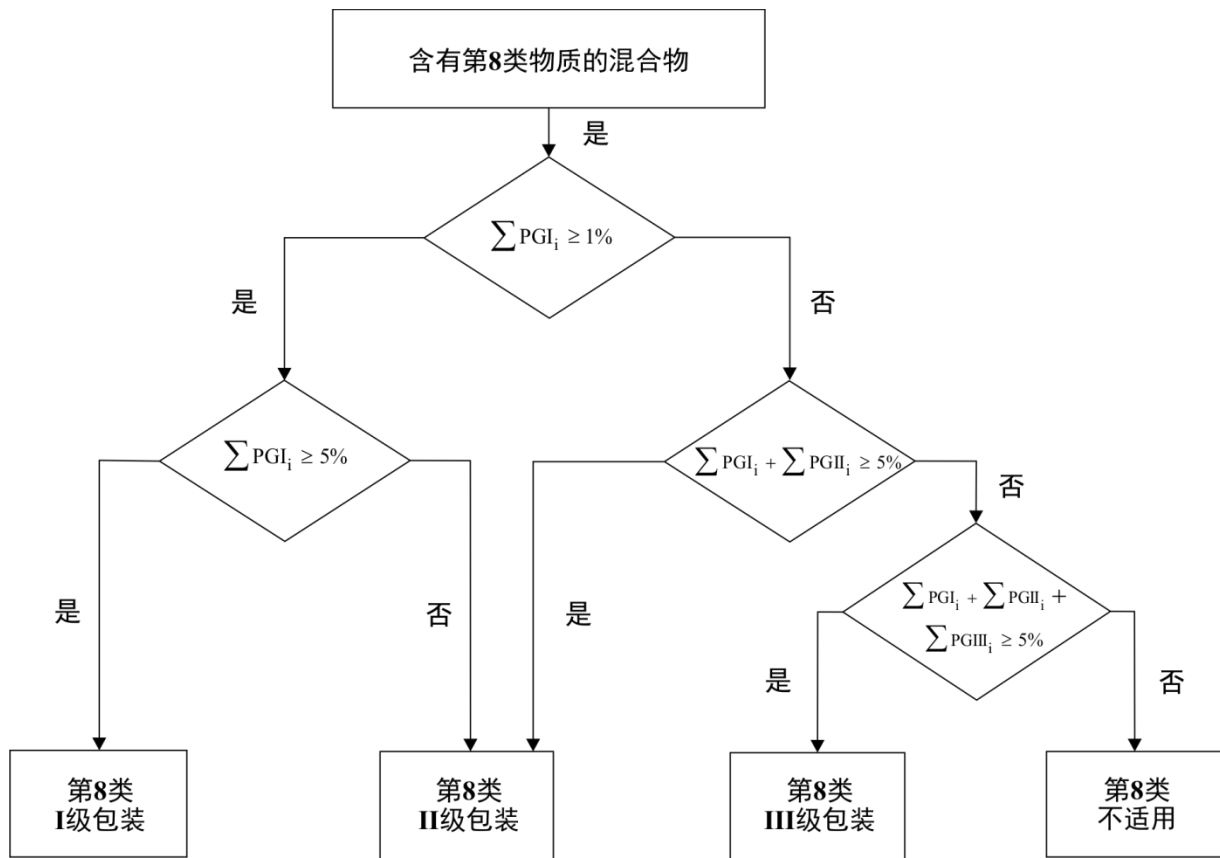 含有第8类物质的混合物
是
∑PGIᵢ ≥ 1%
是
否
∑PGIᵢ ≥ 5%
∑PGIᵢ + ∑PGIIᵢ ≥ 5%
否
∑PGIᵢ + ∑PGIIᵢ +
∑PGIIIᵢ ≥ 5%
是
否
是
是
否
第8类
I级包装
第8类
II级包装
第8类
III级包装
第8类
不适用